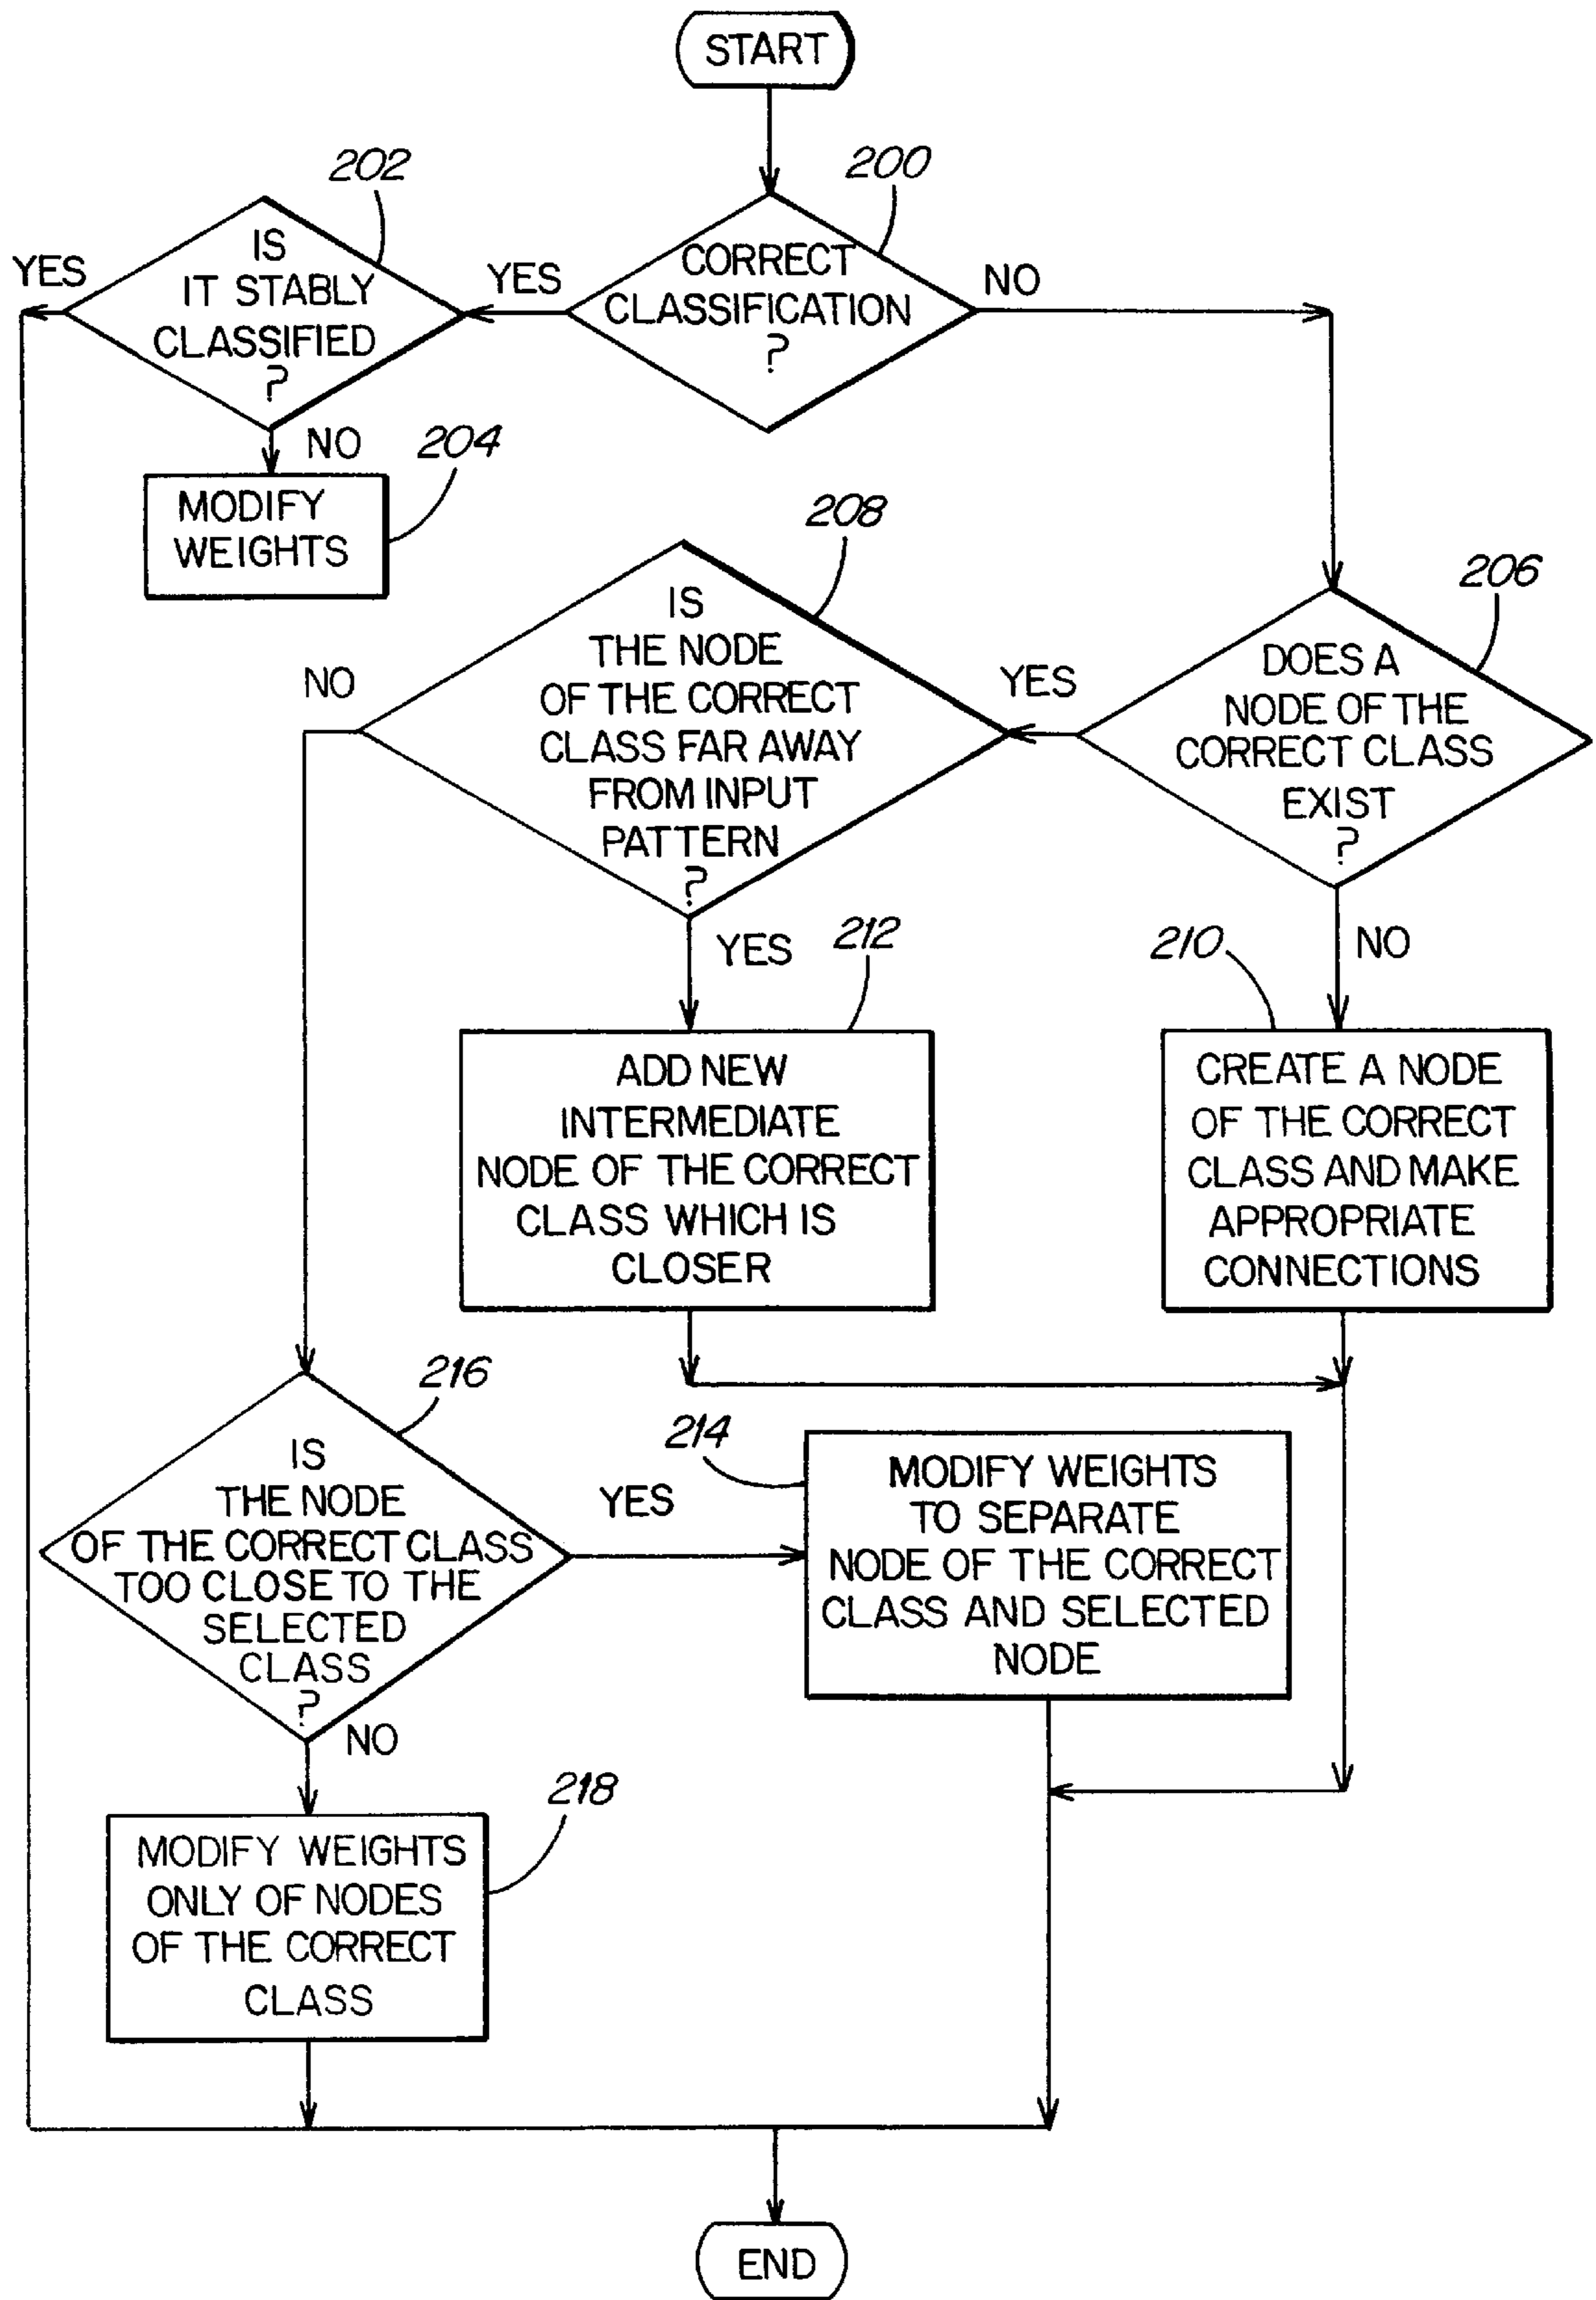 START
202
200
IS
IT STABLY
CLASSIFIED
?
YES
YES
CORRECT
CLASSIFICATION
?
NO
NO
204
MODIFY
WEIGHTS
208
206
IS
THE NODE
OF THE CORRECT
CLASS FAR AWAY
FROM INPUT
PATTERN
?
NO
YES
DOES A
NODE OF THE
CORRECT CLASS
EXIST
?
YES
212
210
NO
ADD NEW
INTERMEDIATE
NODE OF THE CORRECT
CLASS WHICH IS
CLOSER
CREATE A NODE
OF THE CORRECT
CLASS AND MAKE
APPROPRIATE
CONNECTIONS
216
214
IS
THE NODE
OF THE CORRECT CLASS
TOO CLOSE TO THE
SELECTED
CLASS
?
YES
MODIFY WEIGHTS
TO SEPARATE
NODE OF THE CORRECT
CLASS AND SELECTED
NODE
NO
218
MODIFY WEIGHTS
ONLY OF NODES
OF THE CORRECT
CLASS
END